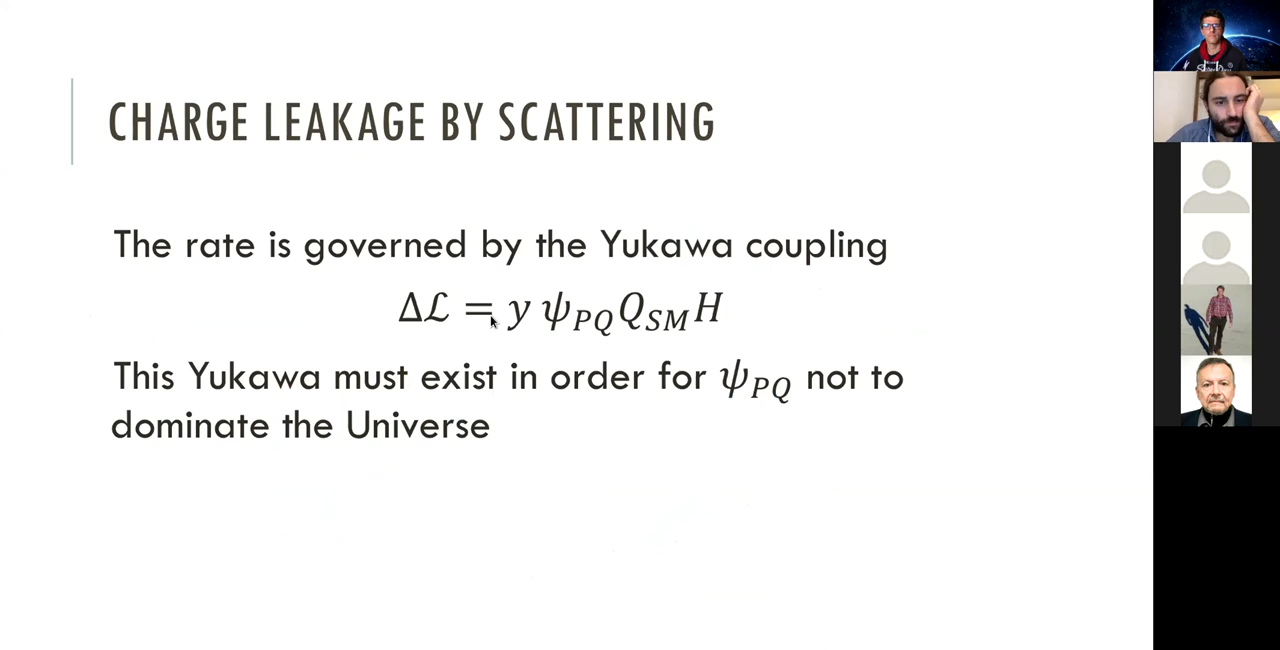 CHARGE LEAKAGE BY SCATTERING
The rate is governed by the Yukawa coupling
Δℒ = y ψ_PQ Q_SM H
This Yukawa must exist in order for ψ_PQ not to
dominate the Universe